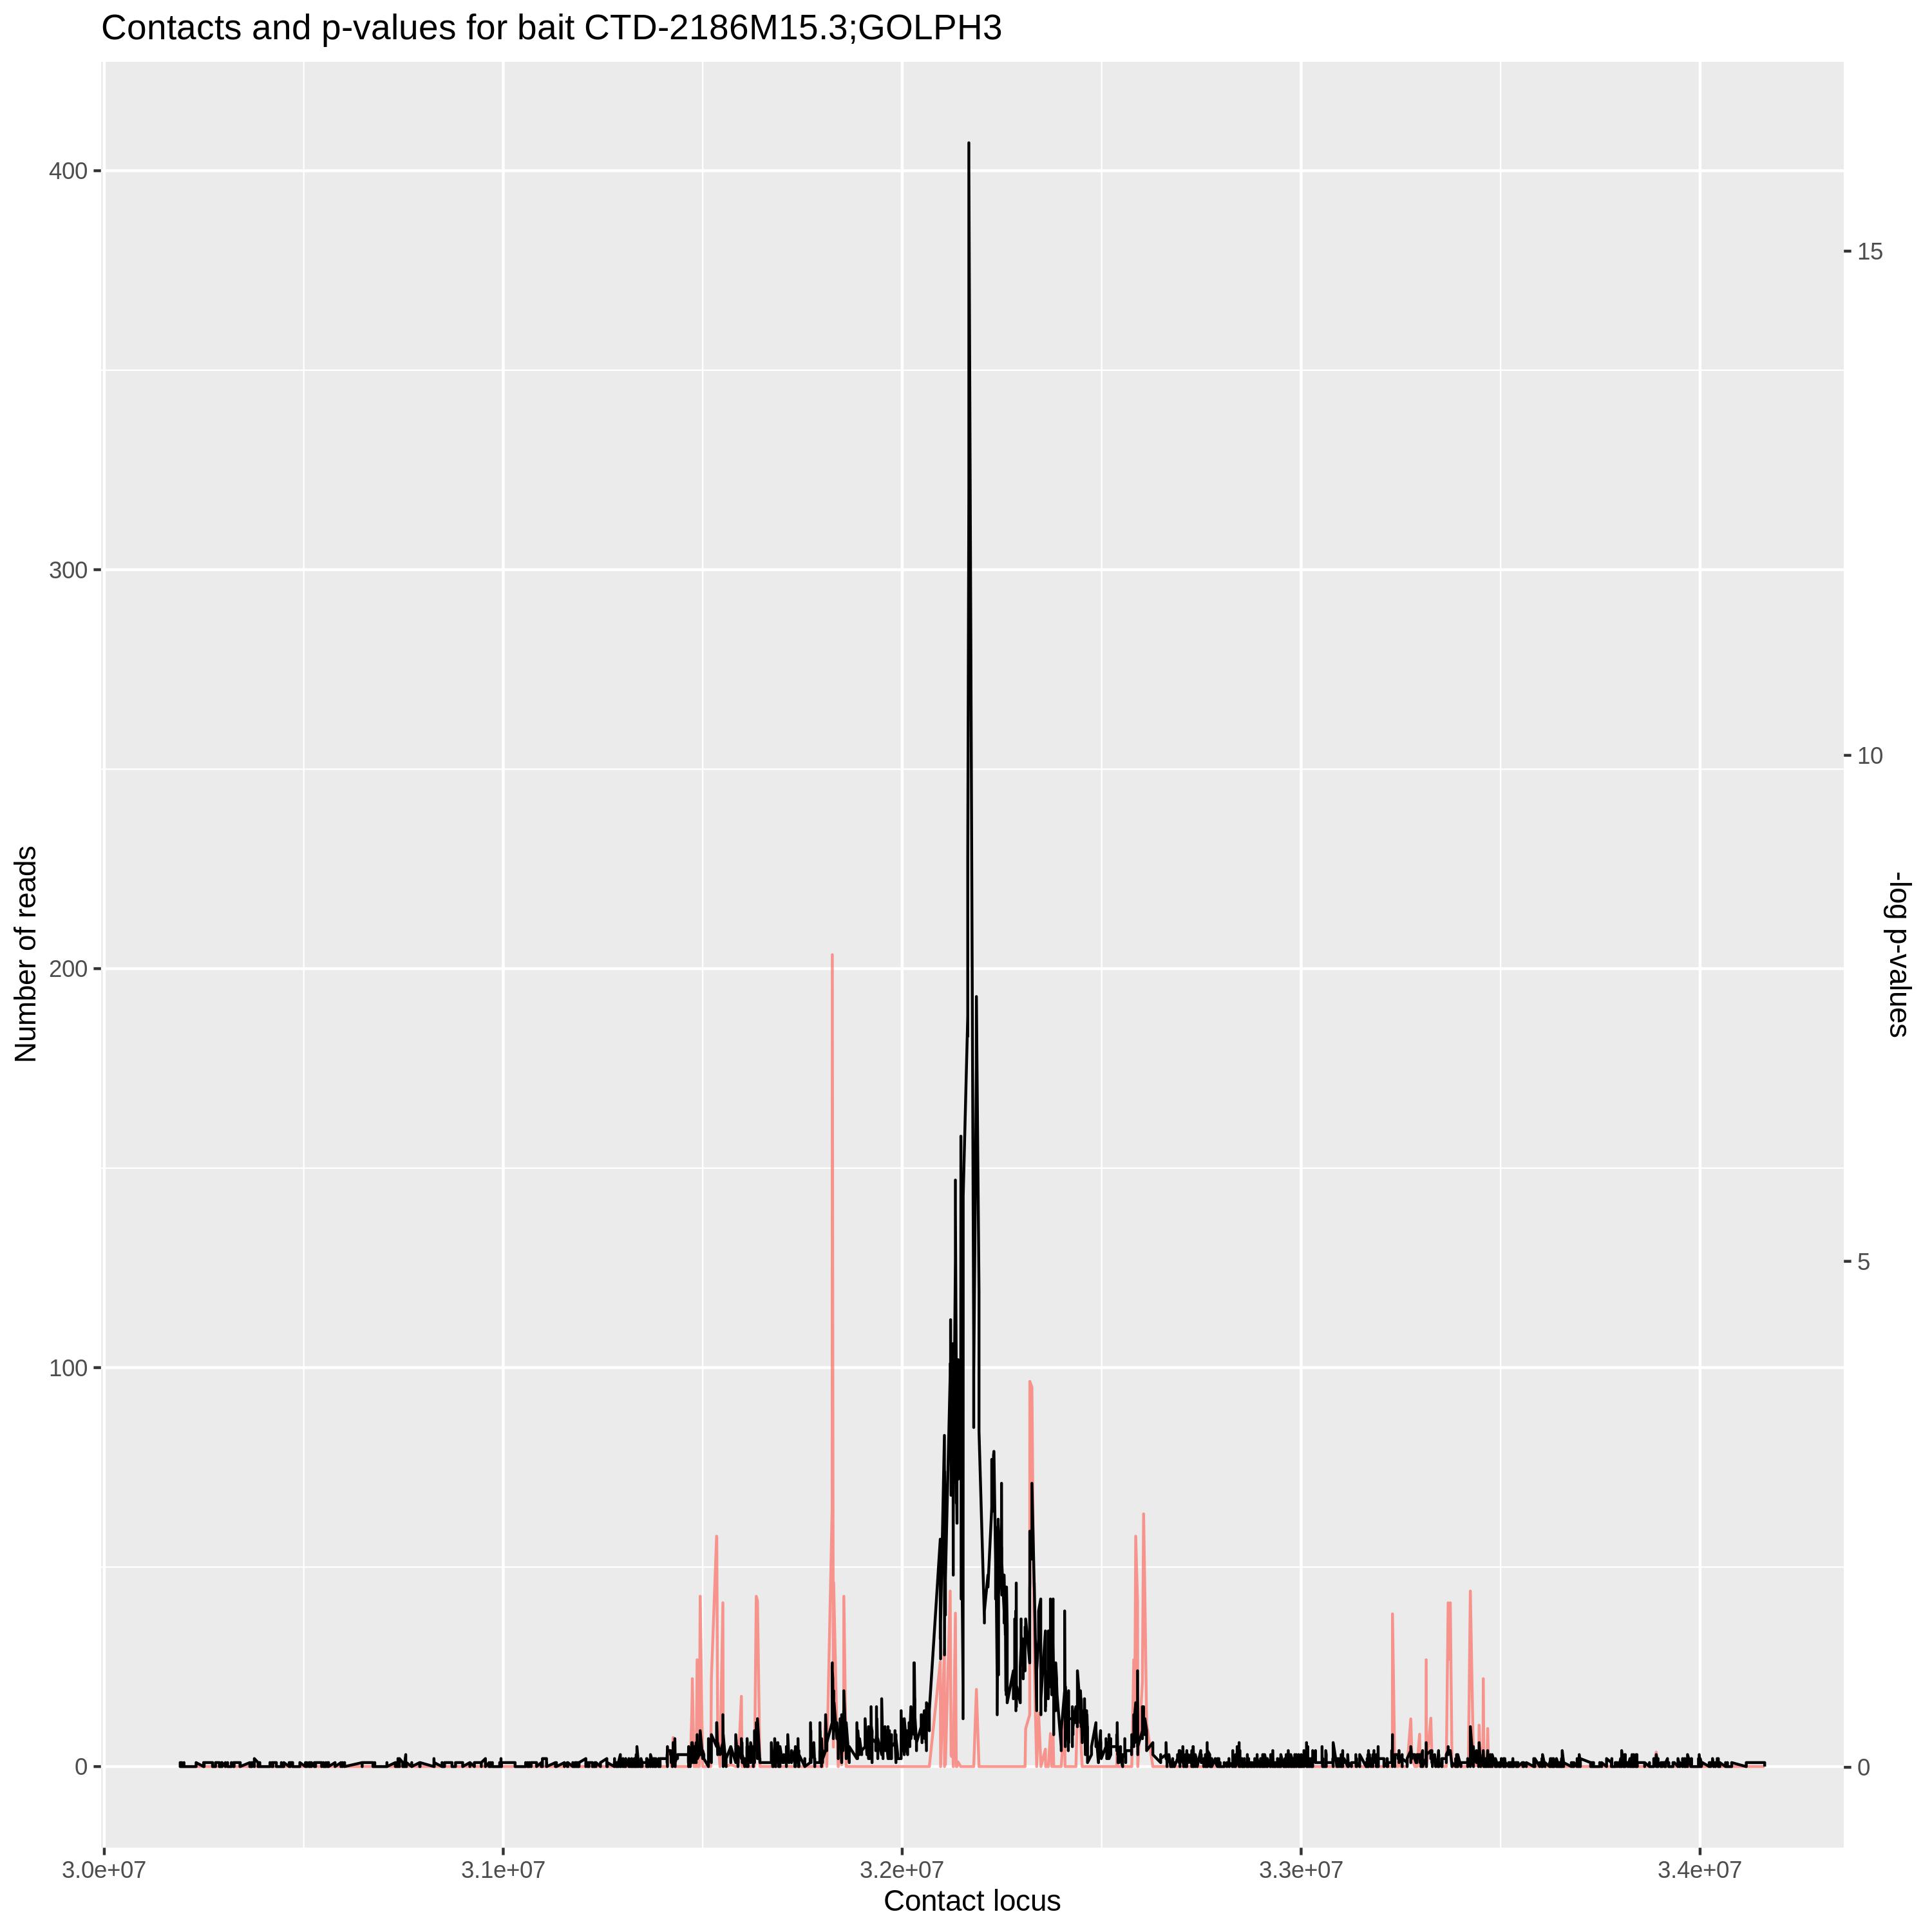 Contacts and p-values for bait CTD-2186M15.3;GOLPH3
400
300
200
100
0
Number of reads
15
10
5
0
-log p-values
3.0e+07
3.1e+07
3.2e+07
3.3e+07
3.4e+07
Contact locus